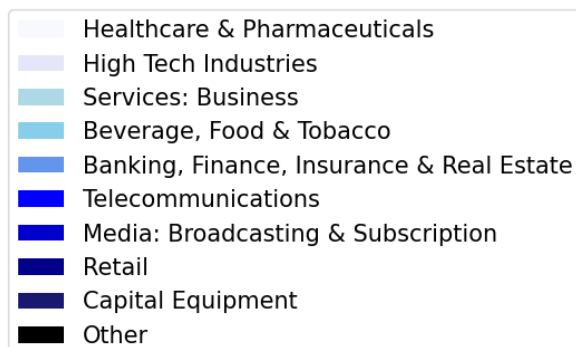 Healthcare & Pharmaceuticals
High Tech Industries
Services: Business
Beverage, Food & Tobacco
Banking, Finance, Insurance & Real Estate
Telecommunications
Media: Broadcasting & Subscription
Retail
Capital Equipment
Other